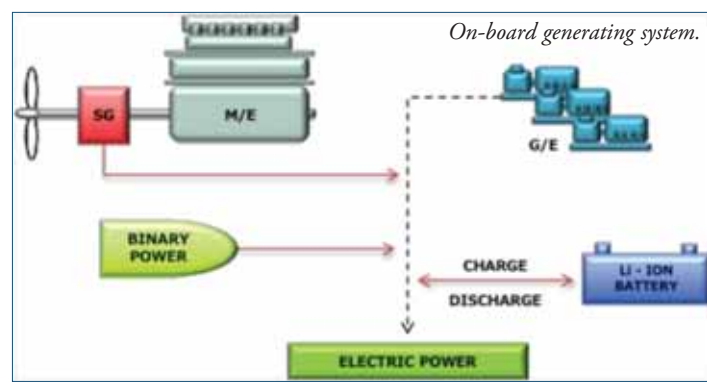 On-board generating system.
SG
M/E
G/E
BINARY
POWER
CHARGE
DISCHARGE
LI - ION
BATTERY
ELECTRIC POWER